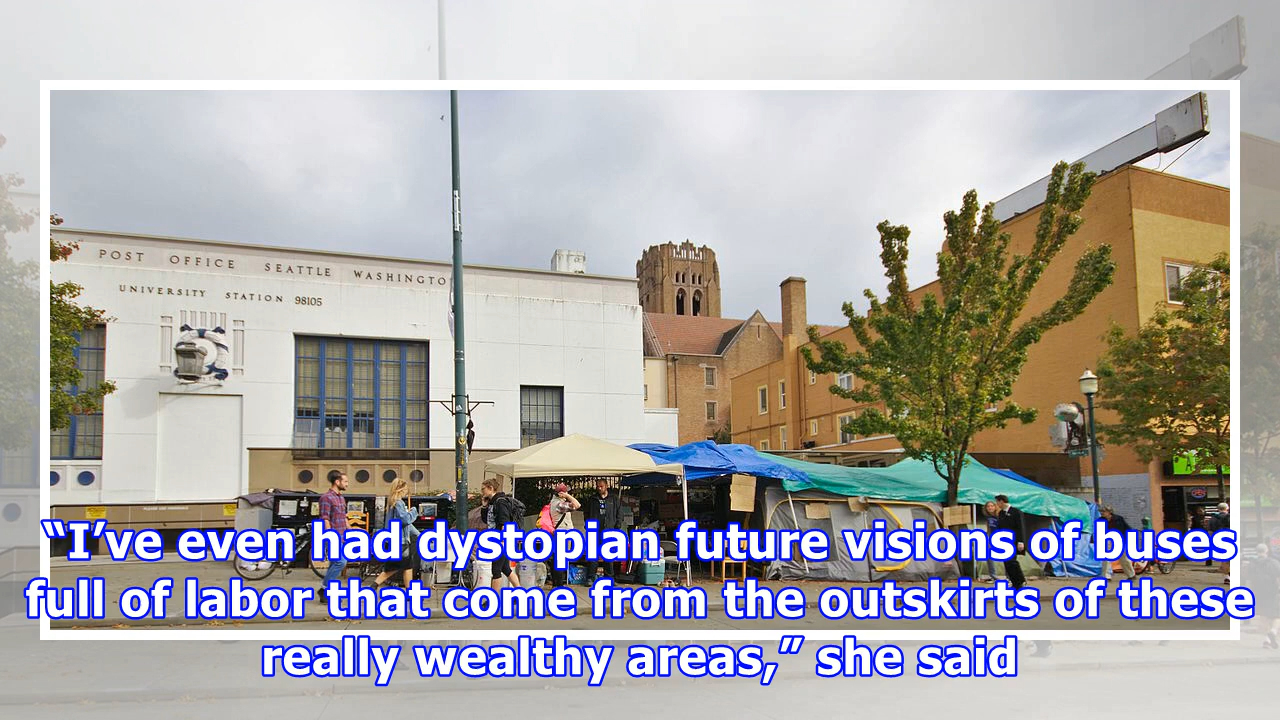 POST OFFICE SEATTLE WASHINGTO
UNIVERSITY STATION 98105
“I’ve even had dystopian future visions of buses
full of labor that come from the outskirts of these
really wealthy areas,” she said